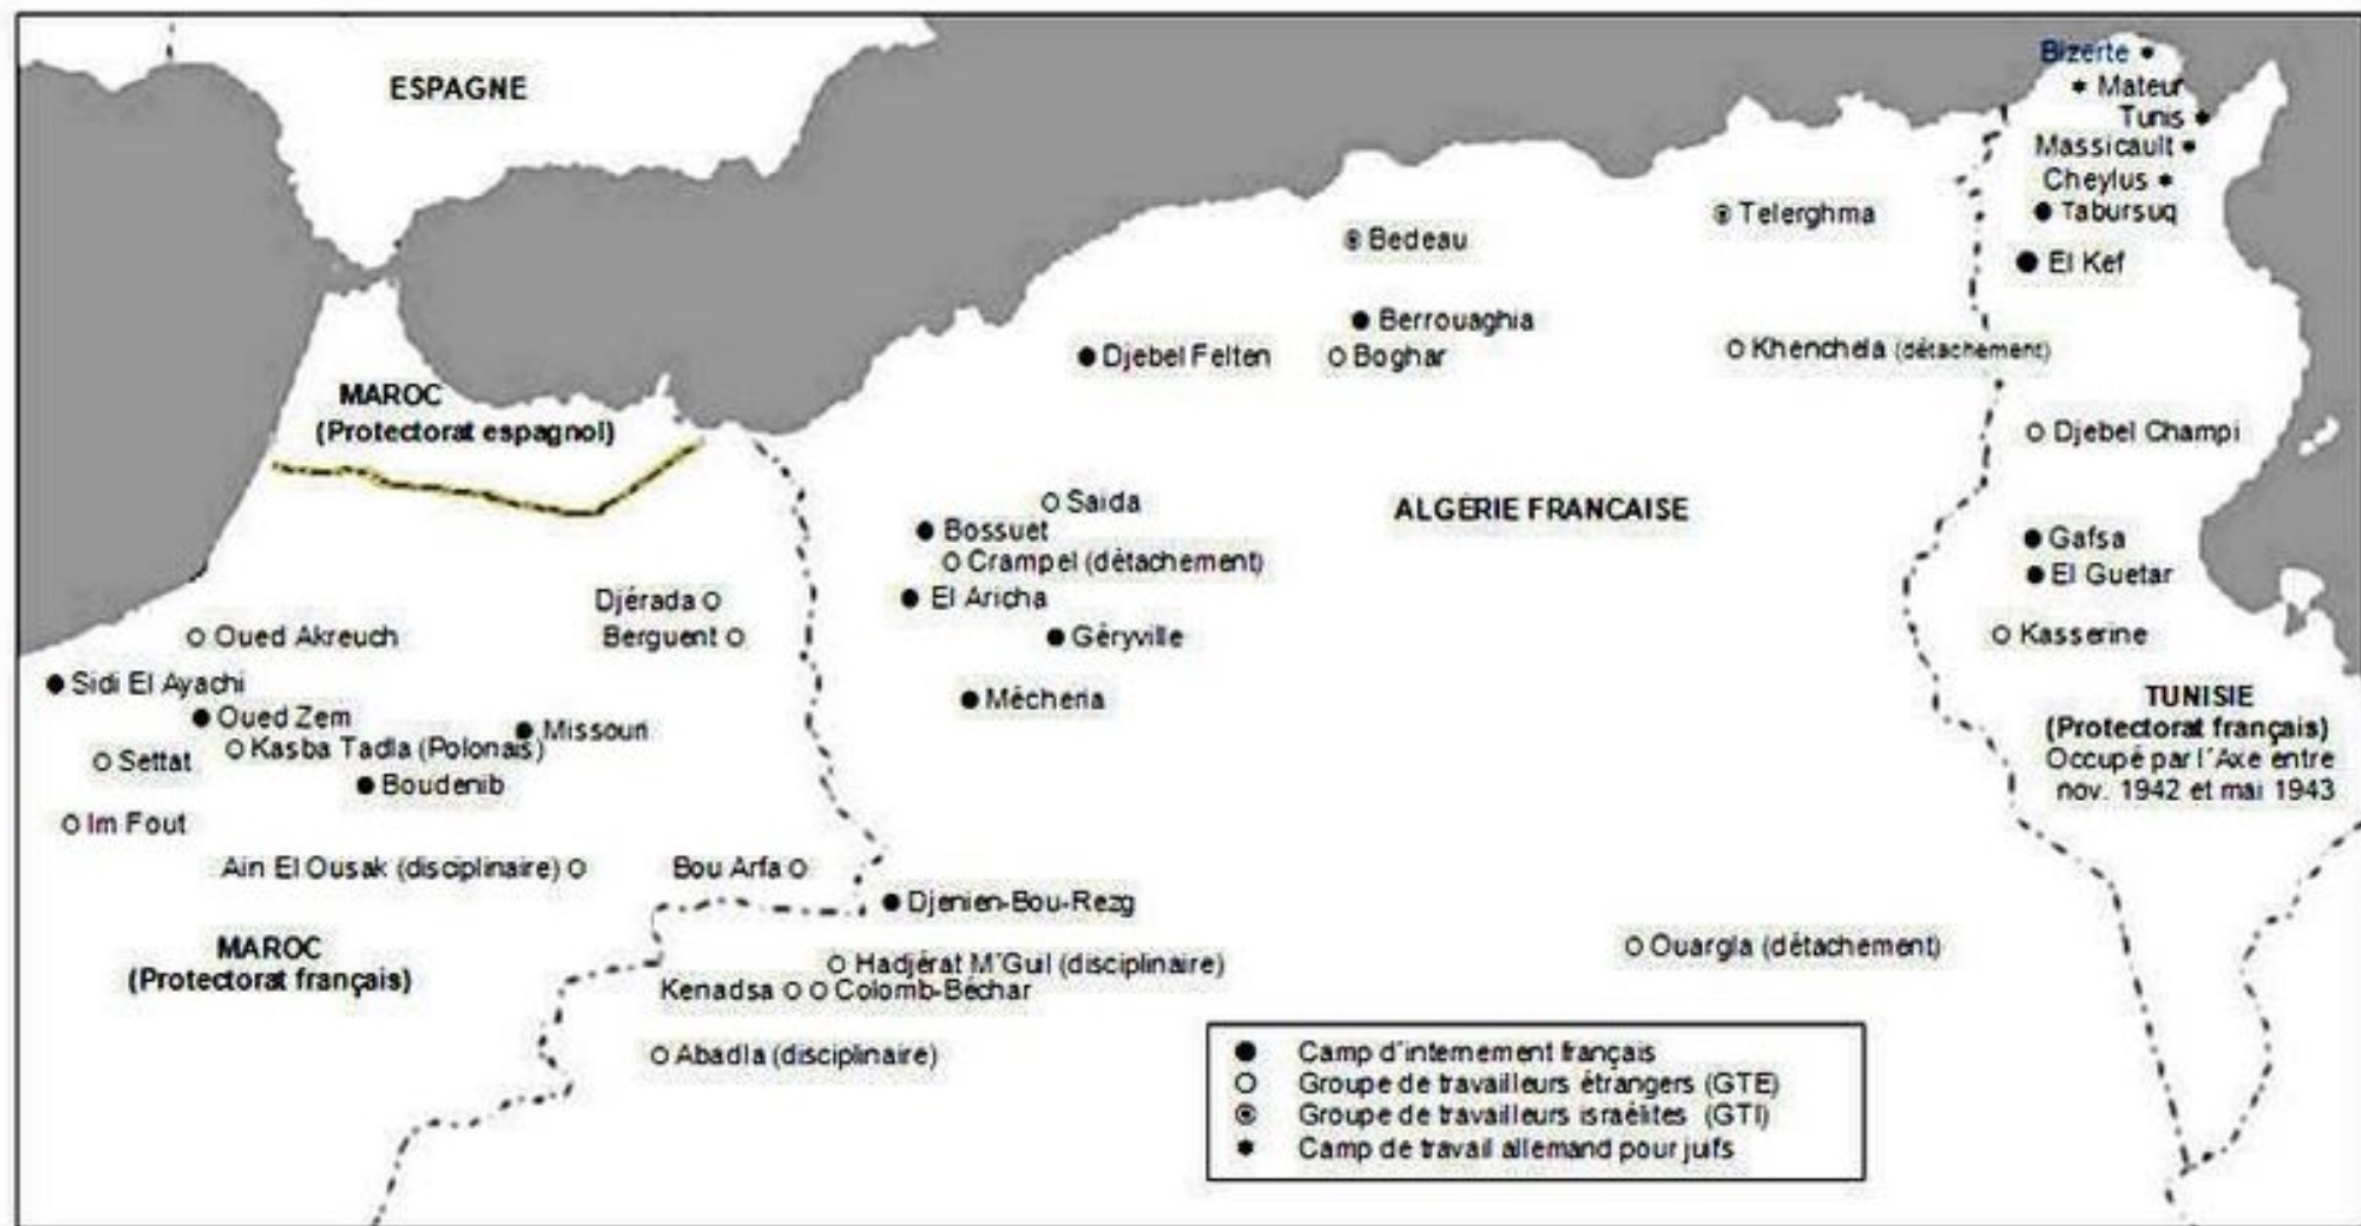 ESPAGNE
Bizerte
Mateur
Tunis
Massicault
Cheylus
Tabursuq
El Kef
Telerghma
Bedeau
Berrouaghia
Djebel Felten
Boghar
Khenchela (détachement)
MAROC
(Protectorat espagnol)
Djebel Champi
Saida
Bossuet
Crampel (détachement)
ALGÉRIE FRANCAISE
Gafsa
El Guetar
Djérada
El Aricha
Oued Akreuch
Berguent
Géryville
Kasserine
Sidi El Ayachi
Mécheria
TUNISIE
(Protectorat français)
Occupé par l'Axe entre
nov. 1942 et mai 1943
Oued Zem
Missouri
Kasba Tadla (Polonais)
Settat
Boudenib
Im Fout
Ain El Ousak (disciplinaire)
Bou Arfa
Djenien-Bou-Rezg
MAROC
(Protectorat français)
Ouargla (détachement)
Hadjérat M'Guil (disciplinaire)
Kenadsa
Colomb-Béchar
Abadla (disciplinaire)
Camp d'internement français
Groupe de travailleurs étrangers (GTE)
Groupe de travailleurs israélites (GTI)
Camp de travail allemand pour juifs